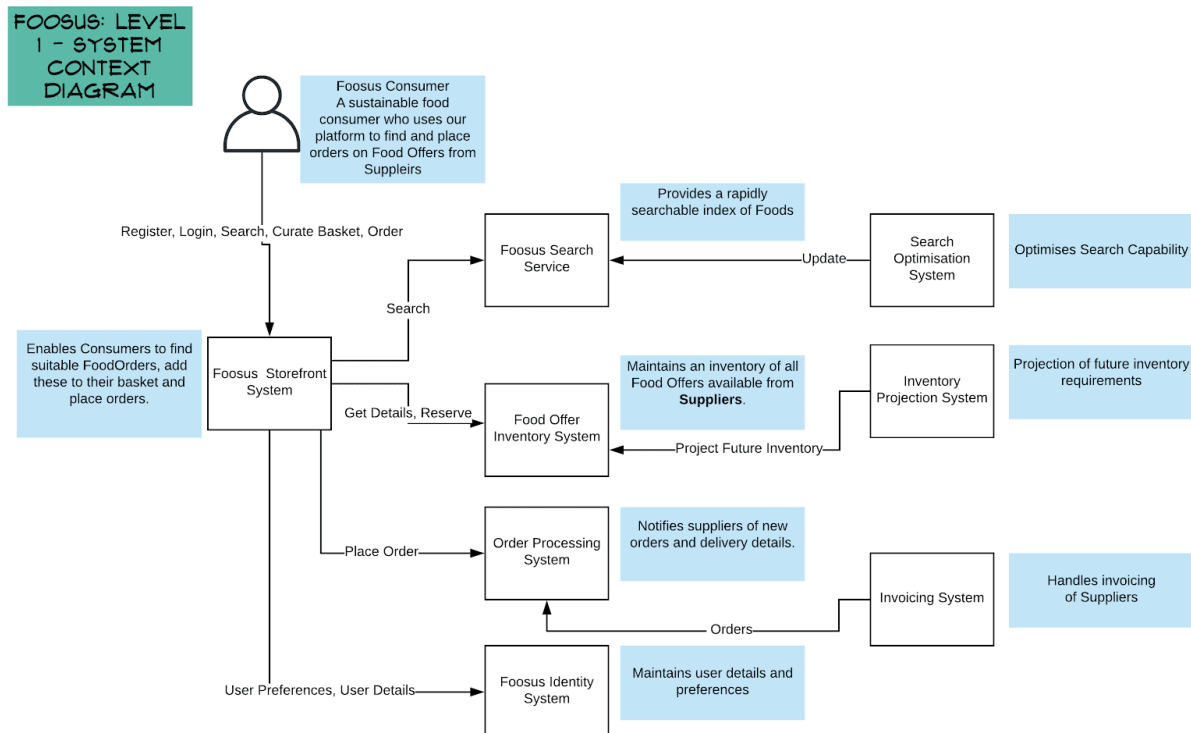 FOOSUS: LEVEL
1 - SYSTEM
CONTEXT
DIAGRAM
Foosus Consumer
A sustainable food
consumer who uses our
platform to find and place
orders on Food Offers from
Suppleirs
Register, Login, Search, Curate Basket, Order
Provides a rapidly
searchable index of Foods
Foosus Search
Service
Update
Search
Optimisation
System
Optimises Search Capability
Search
Enables Consumers to find
suitable FoodOrders, add
these to their basket and
place orders.
Foosus Storefront
System
Get Details, Reserve
Maintains an inventory of all
Food Offers available from
Suppliers.
Food Offer
Inventory System
Project Future Inventory
Inventory
Projection System
Projection of future inventory
requirements
Place Order
Order Processing
System
Notifies suppliers of new
orders and delivery details.
Orders
Invoicing System
Handles invoicing
of Suppliers
User Preferences, User Details
Foosus Identity
System
Maintains user details and
preferences